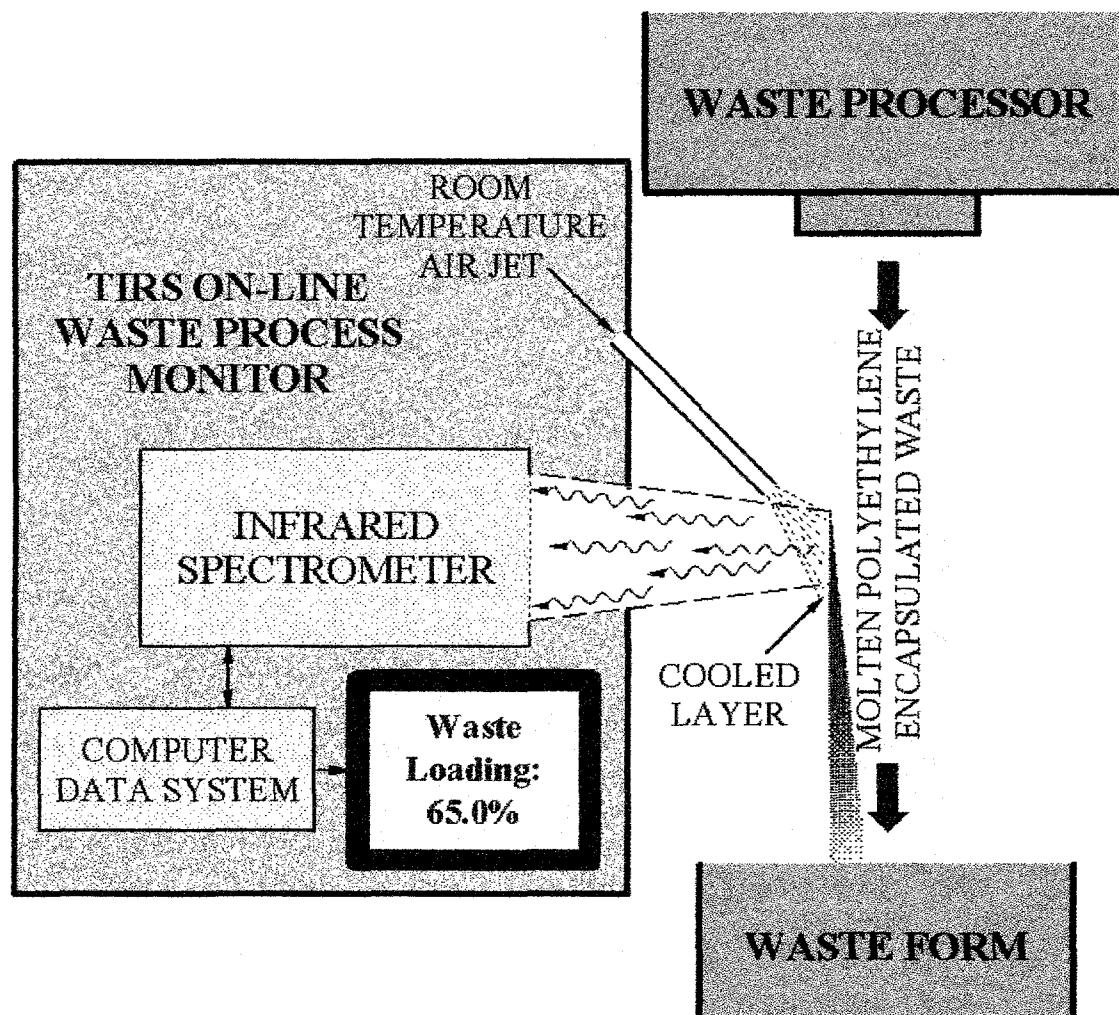 WASTE PROCESSOR
ROOM
TEMPERATURE
AIR JET
TIRS ON-LINE
WASTE PROCESS
MONITOR
MOLTEN POLYETHYLENE
ENCAPSULATED WASTE
INFRARED
SPECTROMETER
COOLED
LAYER
COMPUTER
DATA SYSTEM
Waste
Loading:
65.0%
WASTE FORM